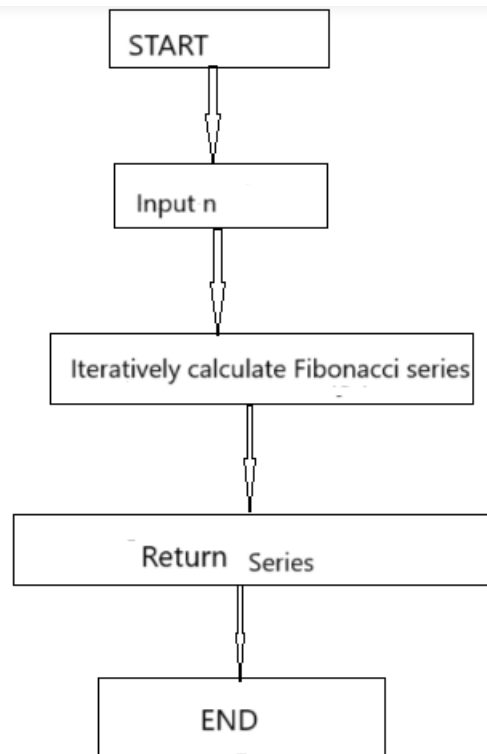 START
Input n
Iteratively calculate Fibonacci series
Return Series
END